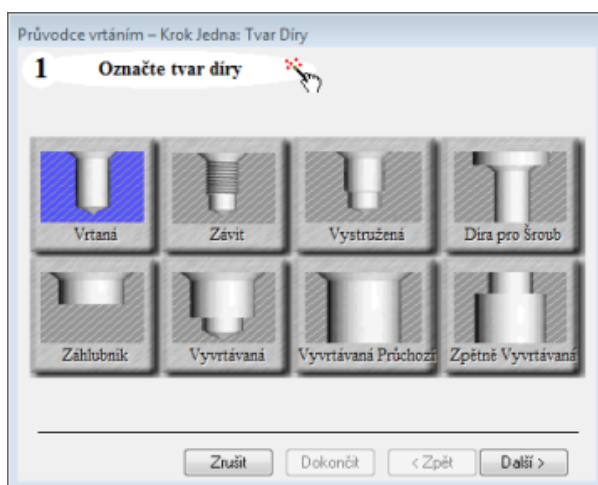 Průvodce vrtáním – Krok Jedna: Tvar Díry
1 Označte tvar díry
Vrtaná Závit Vystružená Díra pro Šroub
Záhlubník Vyvrtávaná Vyvrtávaná Průchozí Zpětně Vyvrtávaná
Zrušit Dokončit < Zpět Další >